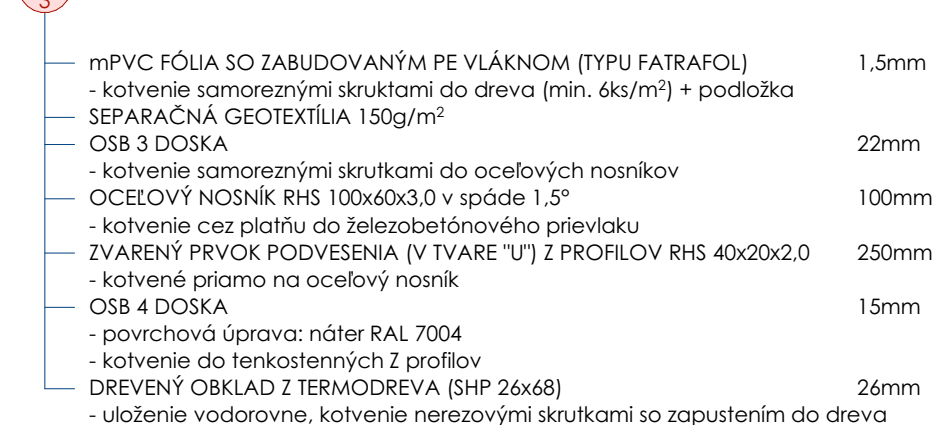 3
mPVC FÓLIA SO ZABUDOVANÝM PE VLÁKNOM (TYPU FATRAFOL) 1,5mm
- kotvenie samoreznými skruktami do dreva (min. 6ks/m²) + podložka
SEPARAČNÁ GEOTEXTÍLIA 150g/m²
OSB 3 DOSKA 22mm
- kotvenie samoreznými skrutkami do oceľových nosníkov
OCEĽOVÝ NOSNÍK RHS 100x60x3,0 v spáde 1,5° 100mm
- kotvenie cez platňu do železobetónového prievlaku
ZVARENÝ PRVOK PODVESENIA (V TVARE "U") Z PROFILOV RHS 40x20x2,0 250mm
- kotvené priamo na oceľový nosník
OSB 4 DOSKA 15mm
- povrchová úprava: náter RAL 7004
- kotvenie do tenkostenných Z profilov
DREVENÝ OBKLAD Z TERMODREVA (SHP 26x68) 26mm
- uloženie vodorovne, kotvenie nerezovými skrutkami so zapustením do dreva